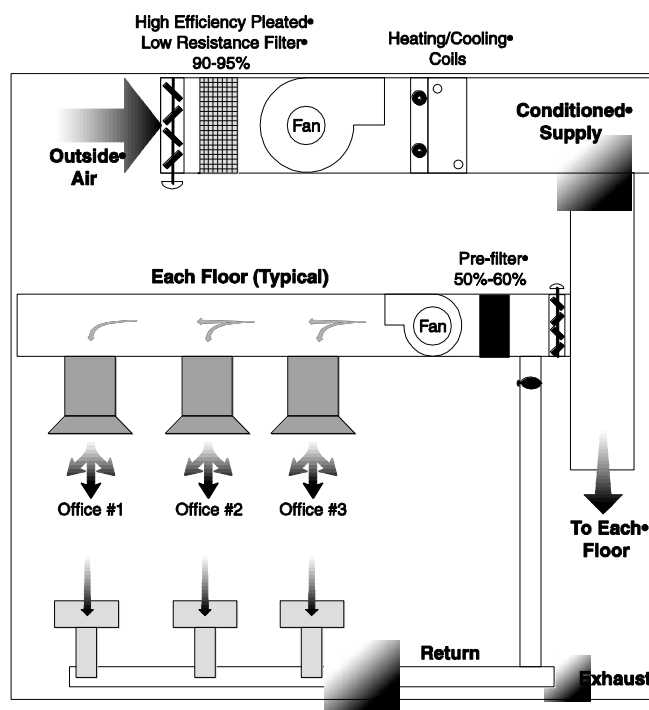 High Efficiency Pleated•
Low Resistance Filter•
90-95%
Heating/Cooling•
Coils
Fan
Conditioned•
Supply
Outside•
Air
Pre-filter•
50%-60%
Each Floor (Typical)
Fan
Office #1
Office #2
Office #3
To Each•
Floor
Return
Exhaust